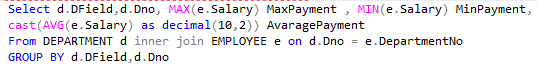 Select d.DField,d.Dno, MAX(e.Salary) MaxPayment , MIN(e.Salary) MinPayment,
cast(AVG(e.Salary) as decimal(10,2)) AvaragePayment
From DEPARTMENT d inner join EMPLOYEE e on d.Dno = e.DepartmentNo
GROUP BY d.DField,d.Dno